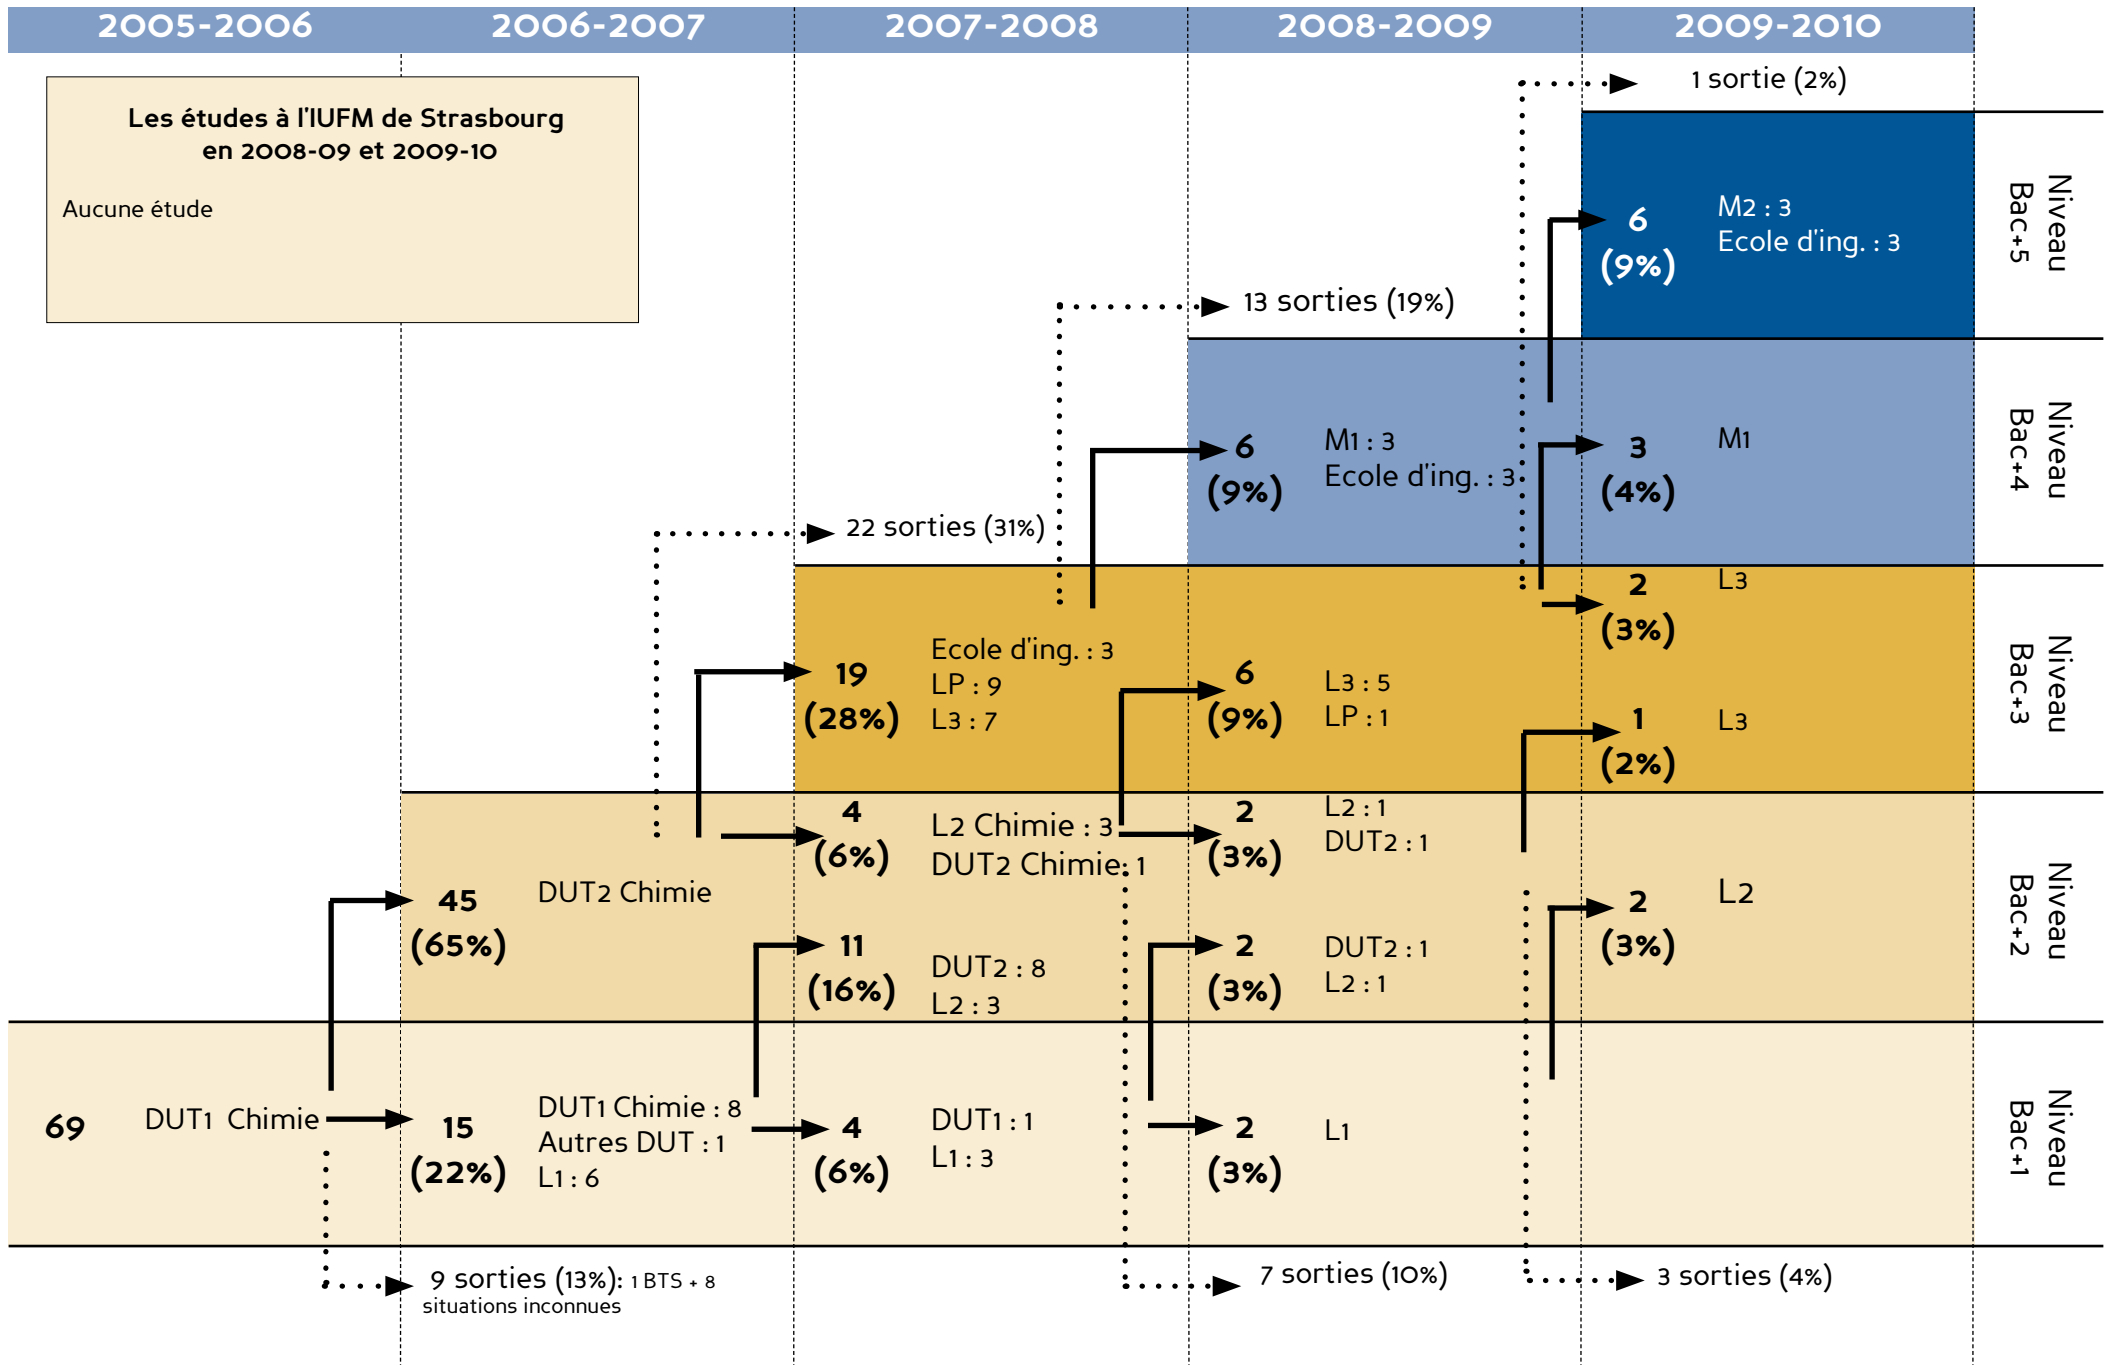 2005-2006
2006-2007
2007-2008
2008-2009
2009-2010
Les études à l'IUFM de Strasbourg
en 2008-09 et 2009-10
Aucune étude
1 sortie (2%)
6
(9%)
M2 : 3
Ecole d'ing. : 3
Niveau
Bac+5
13 sorties (19%)
6
(9%)
M1 : 3
Ecole d'ing. : 3
3
(4%)
M1
Niveau
Bac+4
22 sorties (31%)
19
(28%)
Ecole d'ing. : 3
LP : 9
L3 : 7
6
(9%)
L3 : 5
LP : 1
2
(3%)
L3
1
(2%)
L3
Niveau
Bac+3
45
(65%)
DUT2 Chimie
4
(6%)
L2 Chimie : 3
DUT2 Chimie: 1
11
(16%)
DUT2 : 8
L2 : 3
2
(3%)
L2 : 1
DUT2 : 1
2
(3%)
DUT2 : 1
L2 : 1
2
(3%)
L2
Niveau
Bac+2
69
DUT1 Chimie
15
(22%)
DUT1 Chimie : 8
Autres DUT : 1
L1 : 6
4
(6%)
DUT1 : 1
L1 : 3
2
(3%)
L1
Niveau
Bac+1
9 sorties (13%): 1 BTS + 8
situations inconnues
7 sorties (10%)
3 sorties (4%)